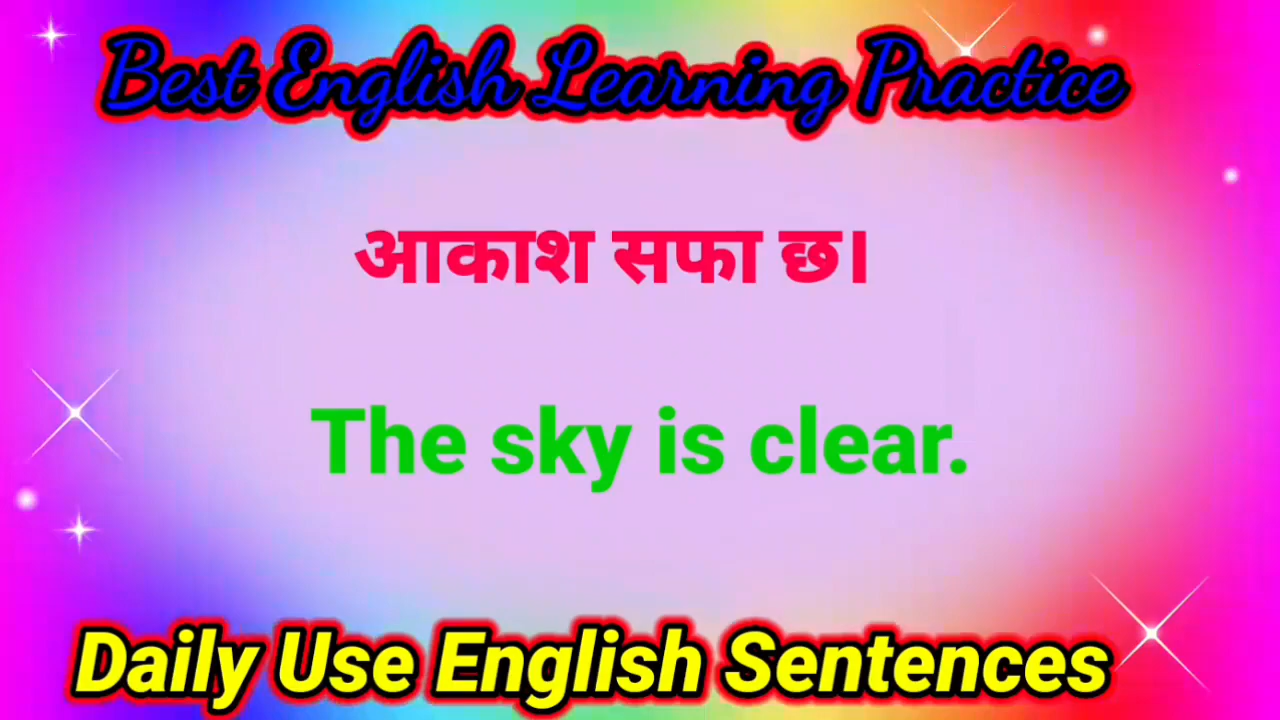 Best English Learning Practice
आकाश सफा छ।
The sky is clear.
Daily Use English Sentences